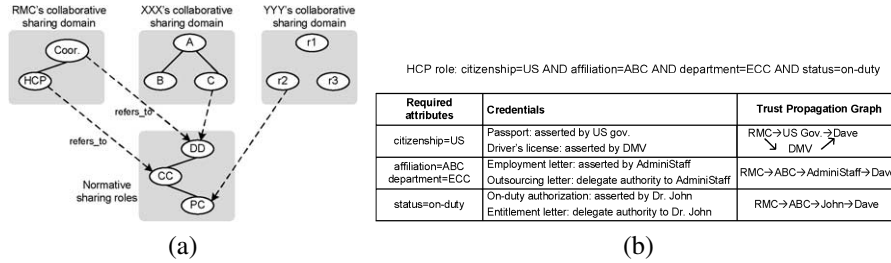 RMC's collaborative sharing domain
XXX's collaborative sharing domain
YYY's collaborative sharing domain
Coor.
HCP
A
B
C
r1
r2
r3
refers_to
refers_to
DD
CC
PC
Normative sharing roles
(a)
HCP role: citizenship=US AND affiliation=ABC AND department=ECC AND status=on-duty
Required attributes
Credentials
Trust Propagation Graph
citizenship=US
Passport: asserted by US gov.
Driver's license: asserted by DMV
RMC→US Gov.→Dave
↘ DMV ↗
affiliation=ABC
department=ECC
Employment letter: asserted by AdminiStaff
Outsourcing letter: delegate authority to AdminiStaff
RMC→ABC→AdminiStaff→Dave
status=on-duty
On-duty authorization: asserted by Dr. John
Entitlement letter: delegate authority to Dr. John
RMC→ABC→John→Dave
(b)